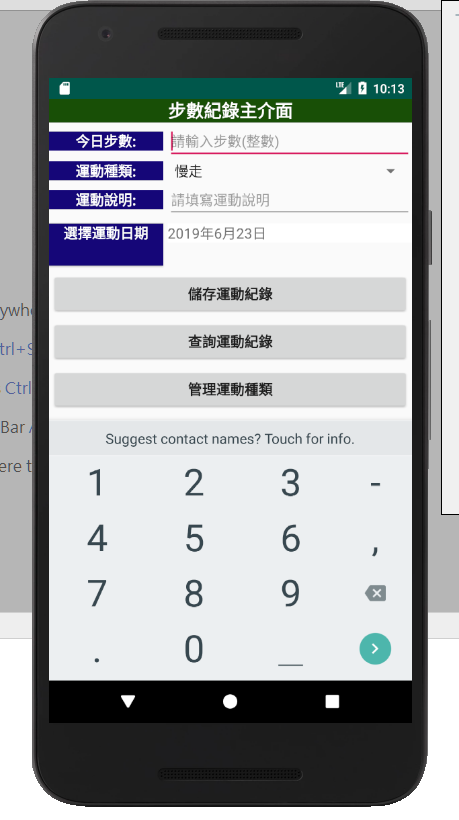 LTE 10:13
步數紀錄主介面
今日步數: 請輸入步數(整數)
運動種類: 慢走
運動說明: 請填寫運動說明
選擇運動日期 2019年6月23日
儲存運動紀錄
查詢運動紀錄
管理運動種類
Suggest contact names? Touch for info.
1 2 3 -
4 5 6 ,
7 8 9
. 0 _
trl+S
Ctrl
Bar
ere t